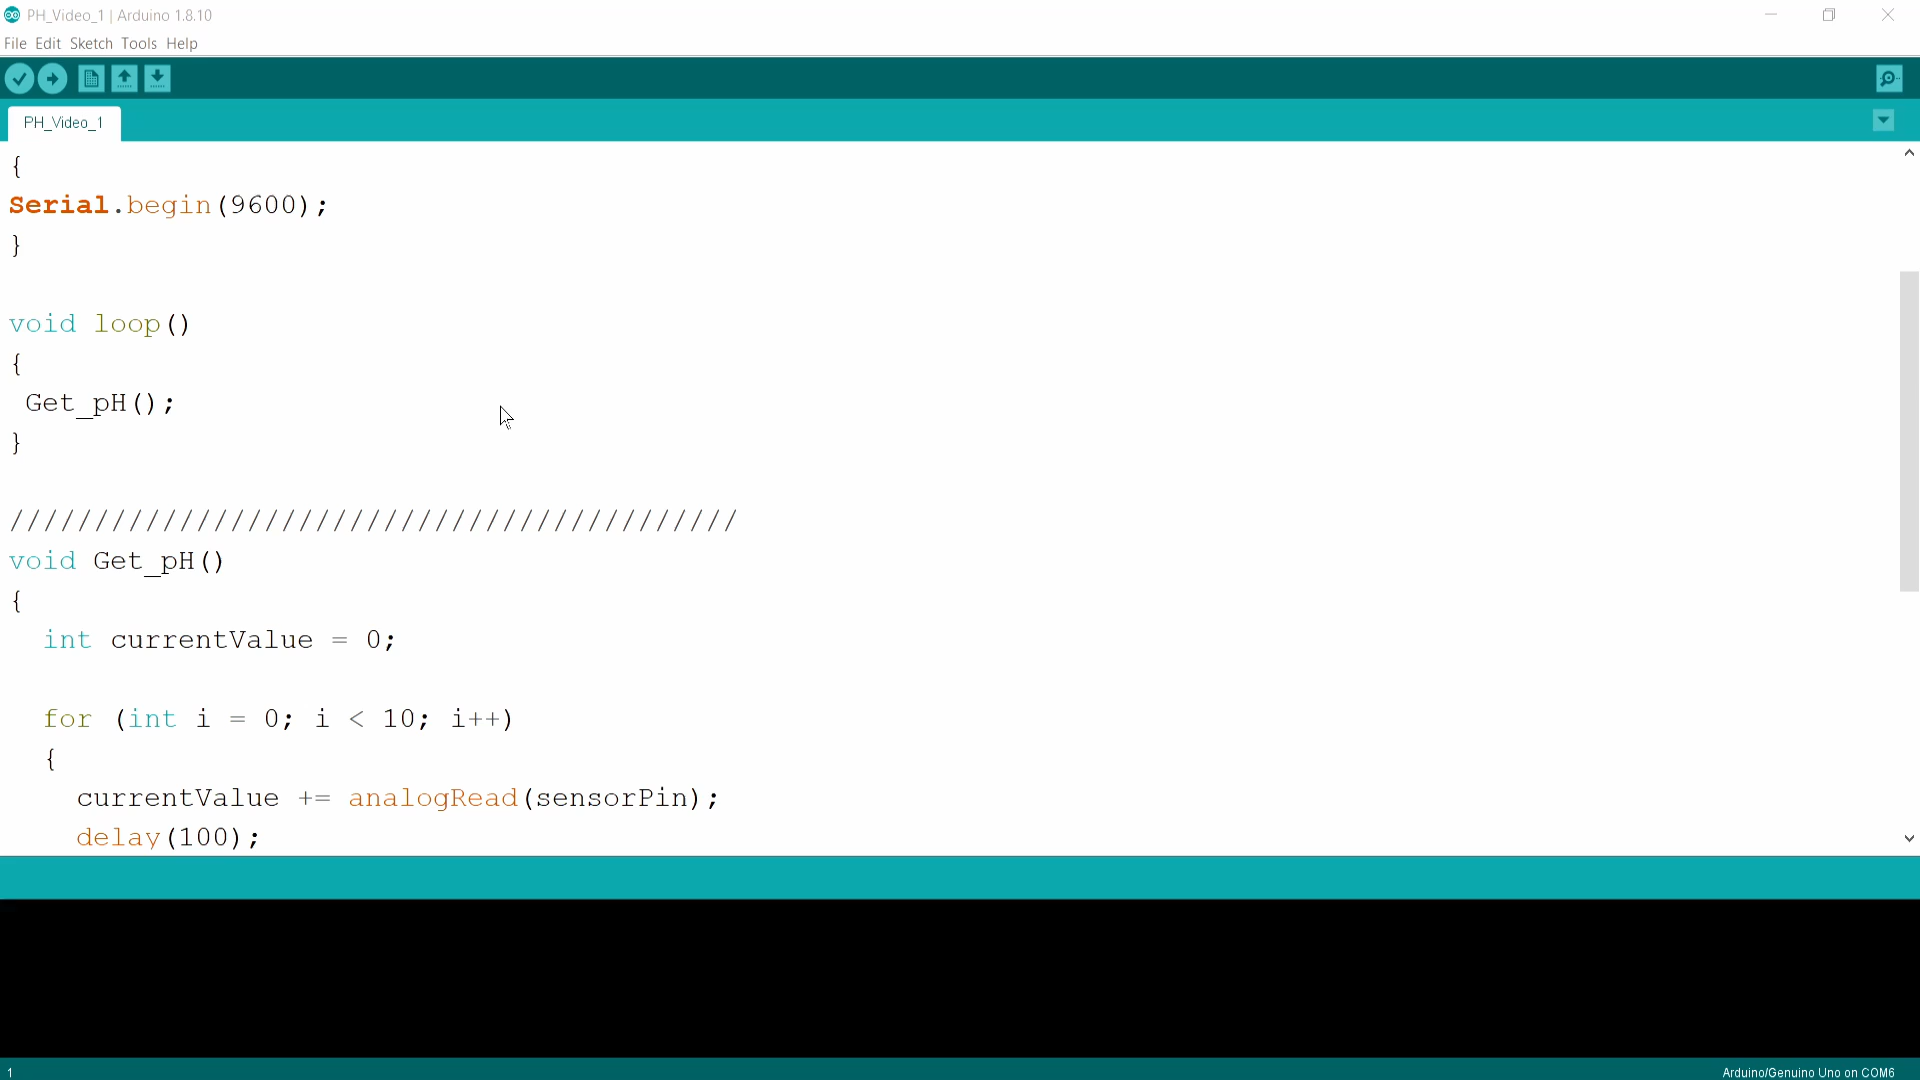 PH_Video_1 | Arduino 1.8.10
File Edit Sketch Tools Help
PH_Video_1
{
Serial.begin(9600);
}
void loop()
{
Get_pH();
}
///////////////////////////////////////////
void Get_pH()
{
int currentValue = 0;
for (int i = 0; i < 10; i++)
{
currentValue += analogRead(sensorPin);
delay(100);
1
Arduino/Genuino Uno on COM6